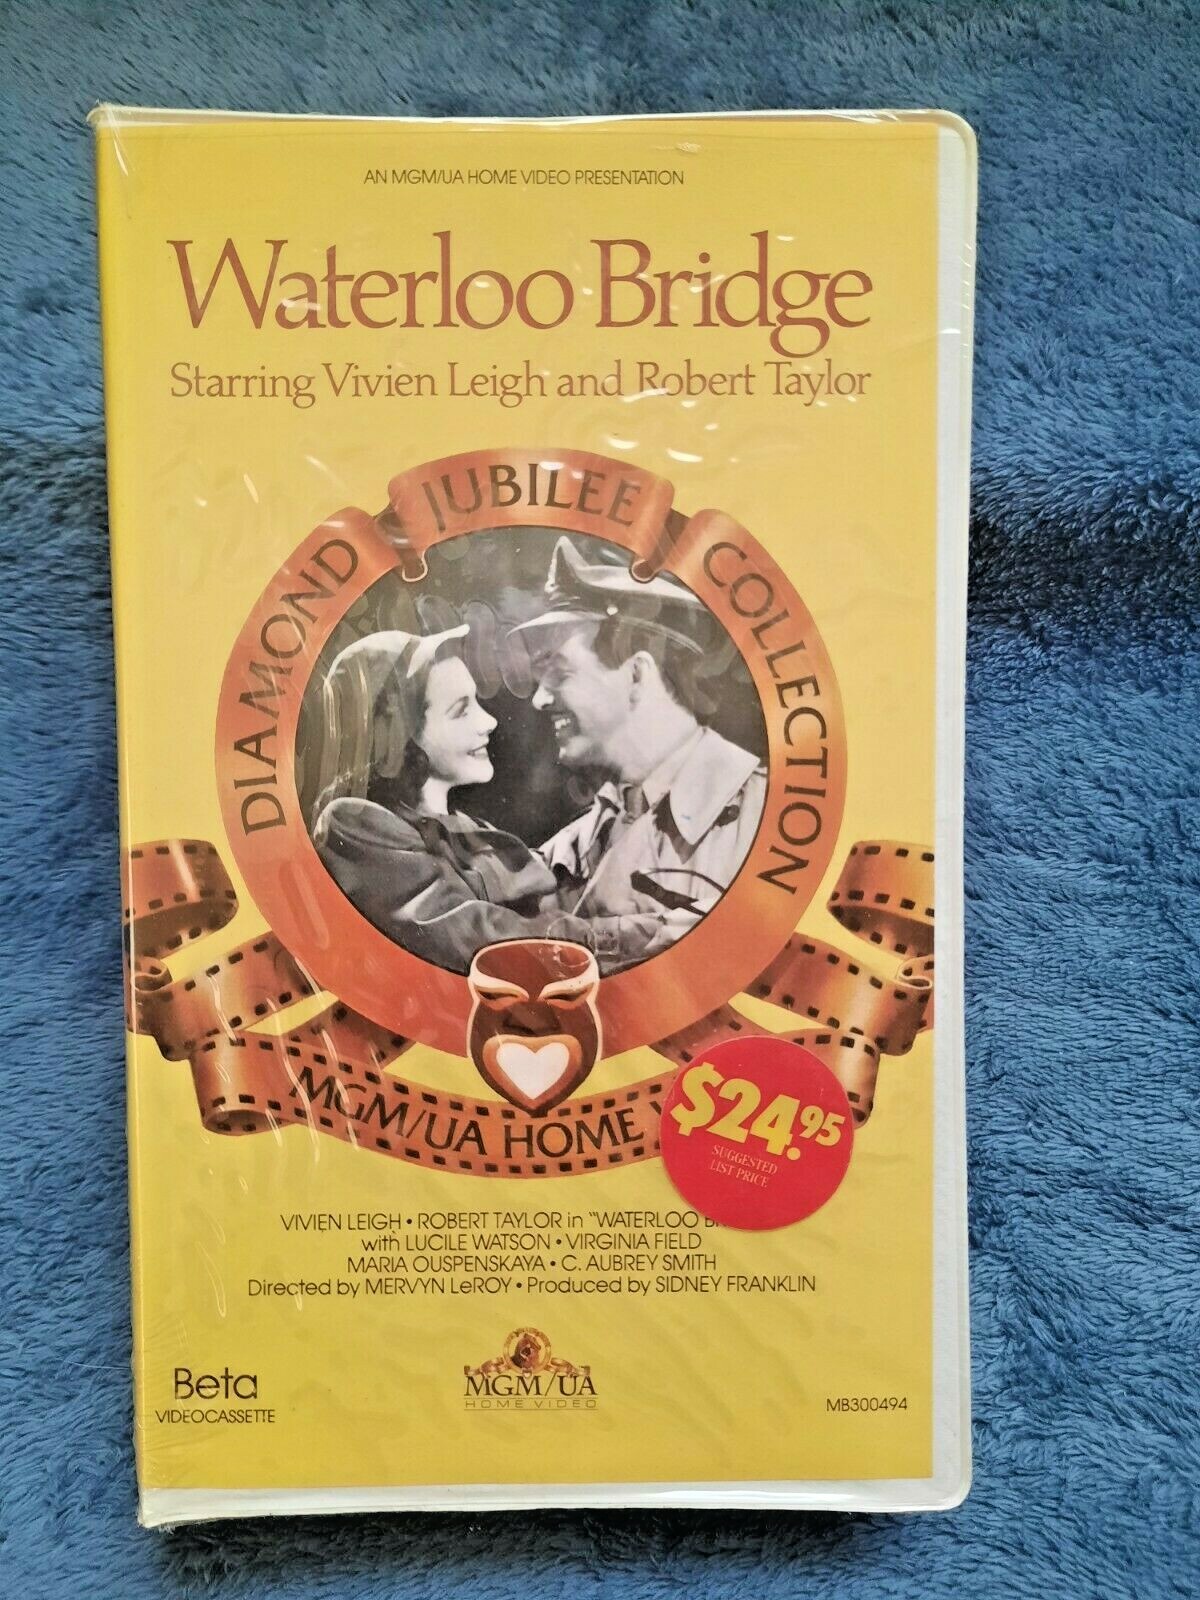 AN MGM/UA HOME VIDEO PRESENTATION
Waterloo Bridge
Starring Vivien Leigh and Robert Taylor
DIAMOND JUBILEE COLLECTION
MGM/UA HOME
$24.95
SUGGESTED
LIST PRICE
VIVIEN LEIGH • ROBERT TAYLOR in "WATERLOO
with LUCILE WATSON • VIRGINIA FIELD
MARIA OUSPENSKAYA • C. AUBREY SMITH
Directed by MERVYN LeROY • Produced by SIDNEY FRANKLIN
Beta
VIDEOCASSETTE
MGM/UA
HOME VIDEO
MB300494